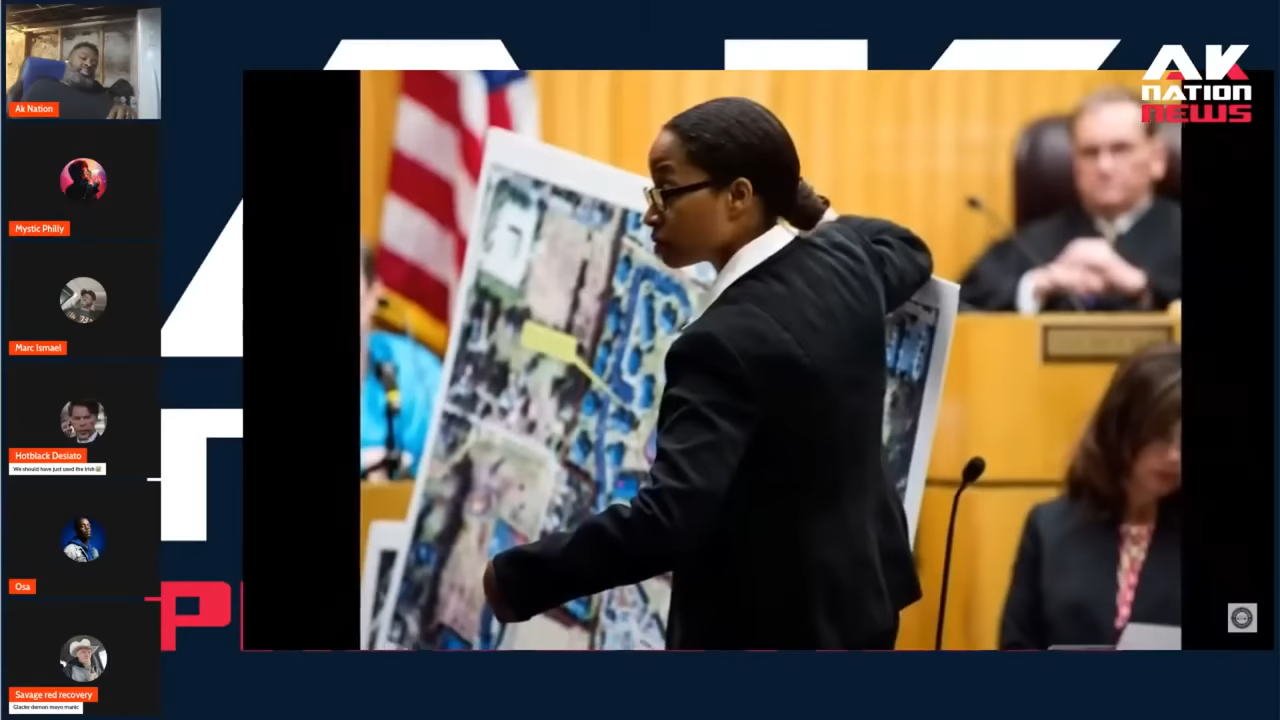 Ak Nation
Mystic Philly
Marc Ismael
Hotblack Desiato
We should have just used the Irish
Osa
Savage red recovery
Glacier demon mayo manic
AK
NATION
NEWS
P